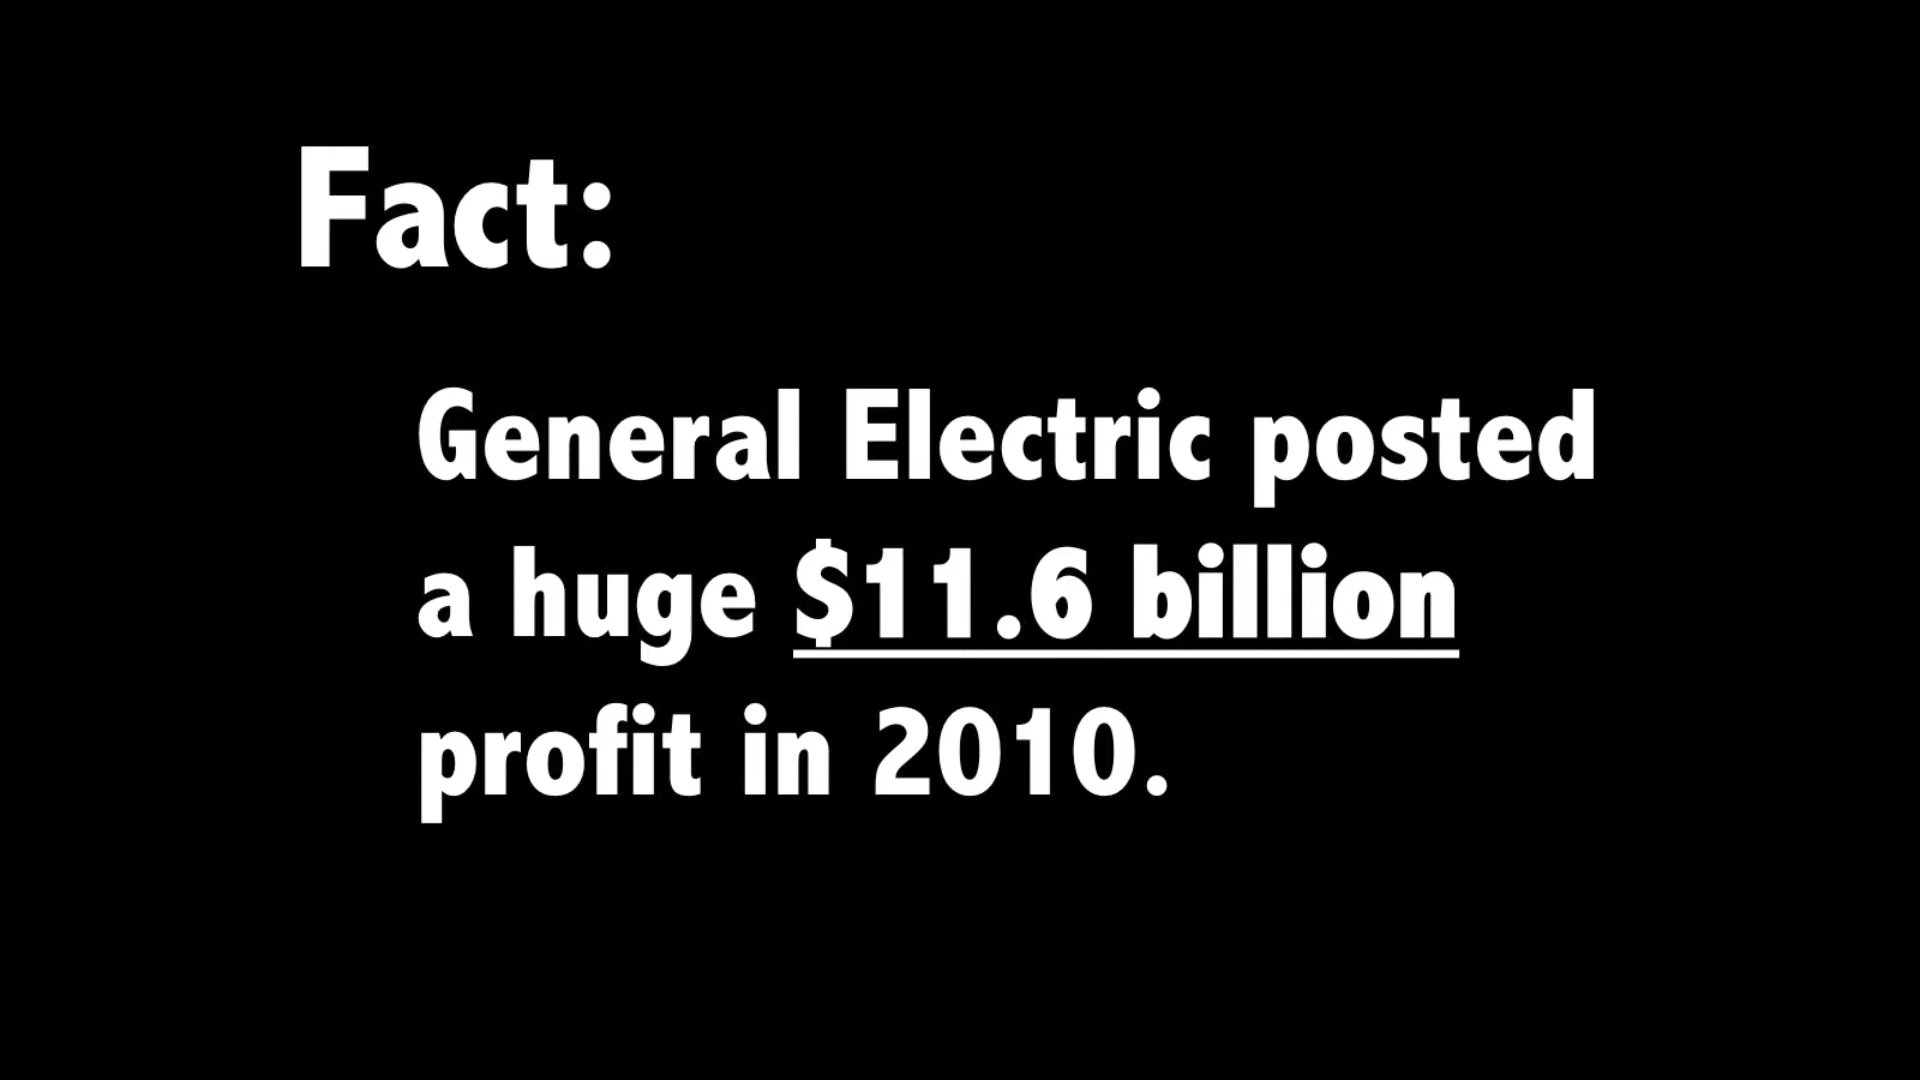 Fact:
General Electric posted
a huge $11.6 billion
profit in 2010.